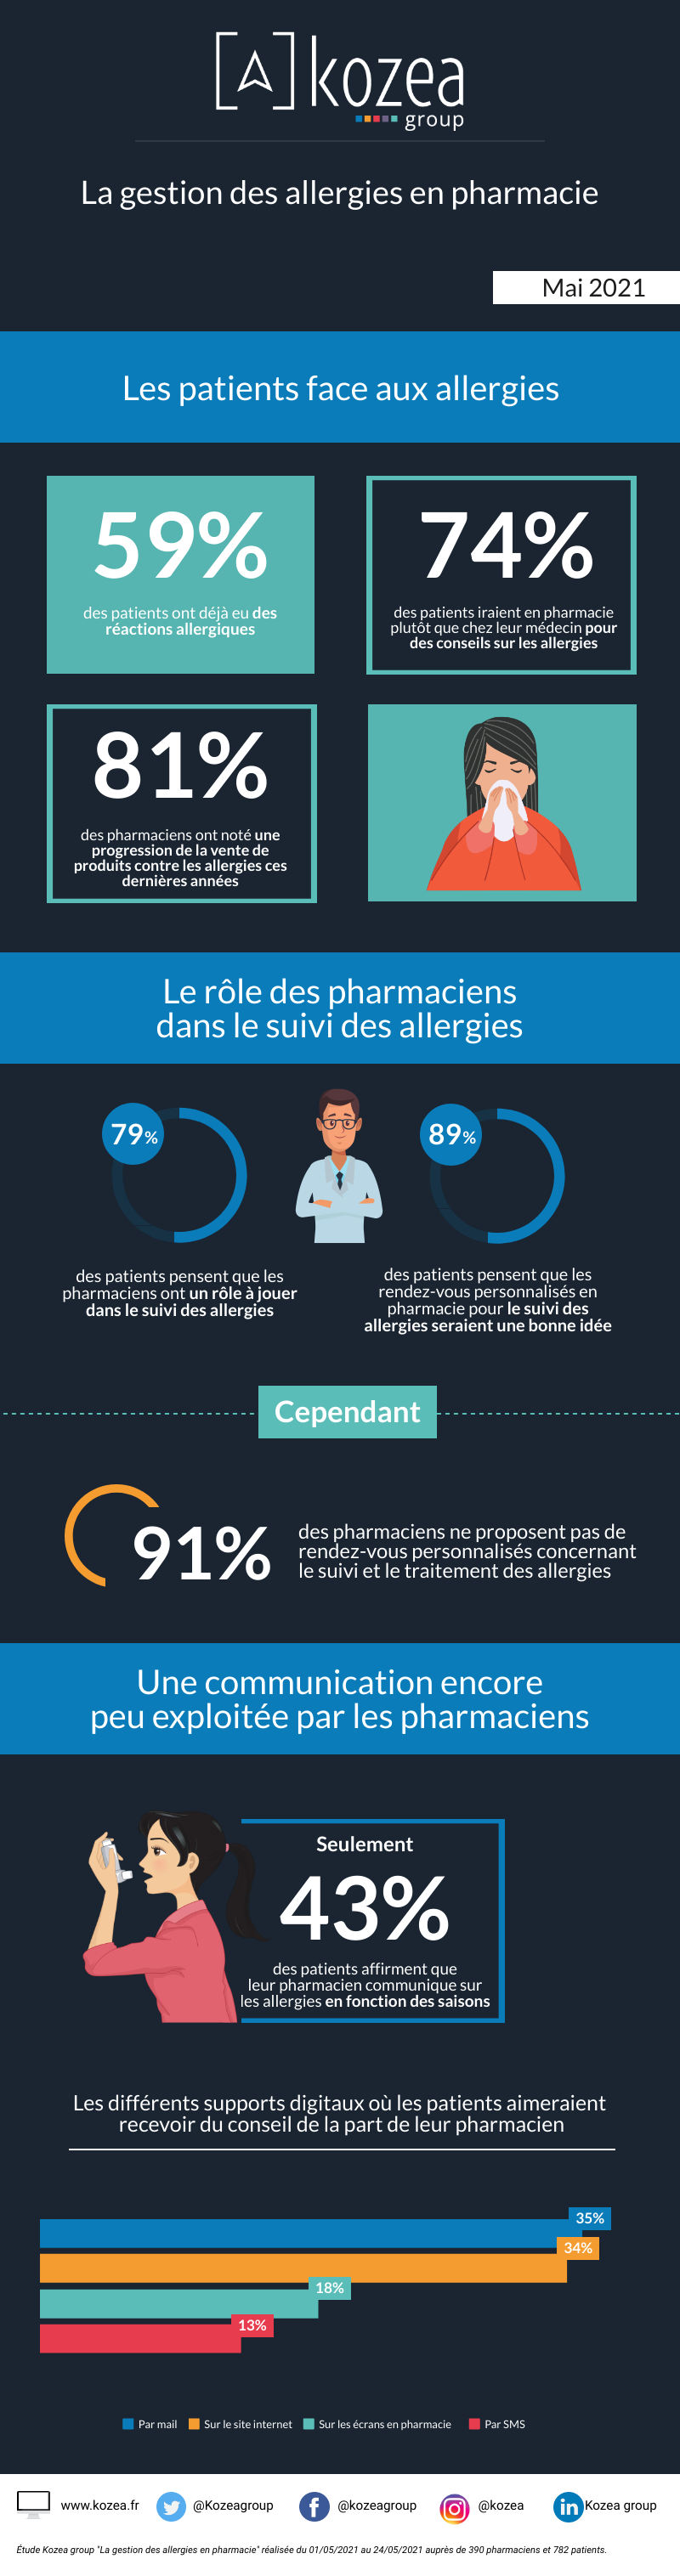 [A] kozea
group
La gestion des allergies en pharmacie
Mai 2021
Les patients face aux allergies
59%
des patients ont déjà eu des
réactions allergiques
74%
des patients iraient en pharmacie
plutôt que chez leur médecin pour
des conseils sur les allergies
81%
des pharmaciens ont noté une
progression de la vente de
produits contre les allergies ces
dernières années
Le rôle des pharmaciens
dans le suivi des allergies
79%
des patients pensent que les
pharmaciens ont un rôle à jouer
dans le suivi des allergies
89%
des patients pensent que les
rendez-vous personnalisés en
pharmacie pour le suivi des
allergies seraient une bonne idée
Cependant
91%
des pharmaciens ne proposent pas de
rendez-vous personnalisés concernant
le suivi et le traitement des allergies
Une communication encore
peu exploitée par les pharmaciens
Seulement
43%
des patients affirment que
leur pharmacien communique sur
les allergies en fonction des saisons
Les différents supports digitaux où les patients aimeraient
recevoir du conseil de la part de leur pharmacien
35%
34%
18%
13%
Par mail Sur le site internet Sur les écrans en pharmacie Par SMS
www.kozea.fr @Kozeagroup @kozeagroup @kozea Kozea group
Étude Kozea group "La gestion des allergies en pharmacie" réalisée du 01/05/2021 au 24/05/2021 auprès de 390 pharmaciens et 782 patients.